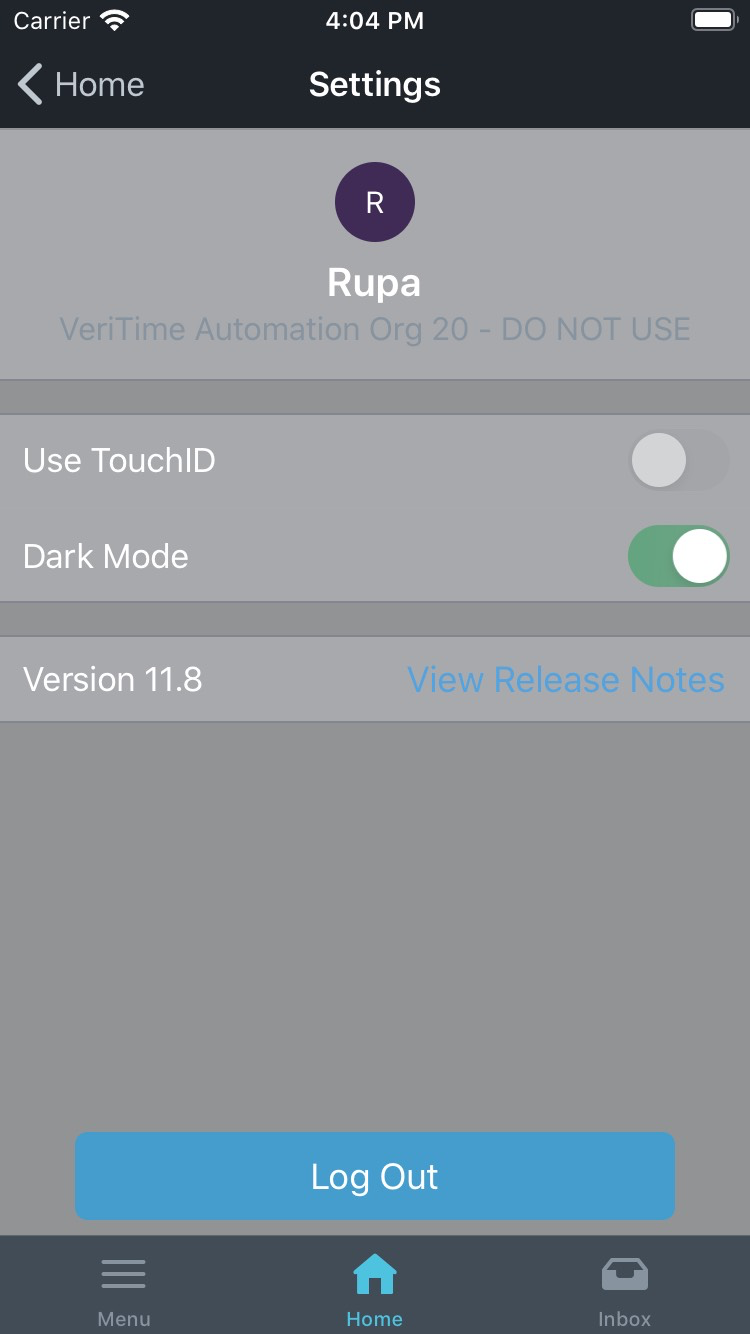 Carrier 4:04 PM
Home Settings
R
Rupa
VeriTime Automation Org 20 - DO NOT USE
Use TouchID
Dark Mode
Version 11.8 View Release Notes
Log Out
Menu Home Inbox